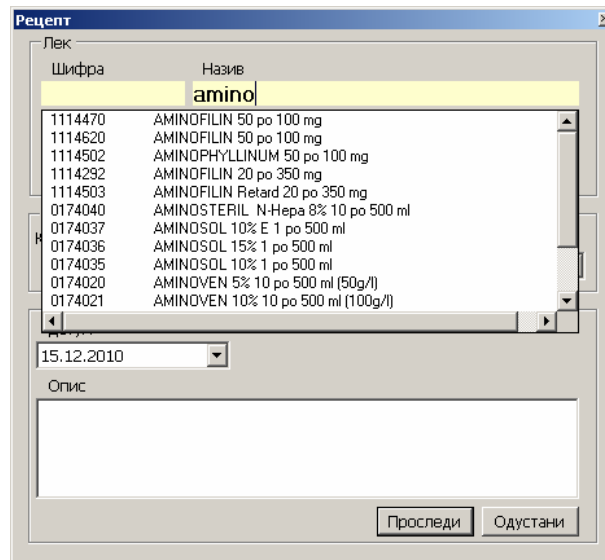 Рецепт
Лек
Шифра Назив
amino
1114470 AMINOFILIN 50 po 100 mg
1114620 AMINOFILIN 50 po 100 mg
1114502 AMINOPHYLLINUM 50 po 100 mg
1114292 AMINOFILIN 20 po 350 mg
1114503 AMINOFILIN Retard 20 po 350 mg
0174040 AMINOSTERIL N-Hepa 8% 10 po 500 ml
0174037 AMINOSOL 10% E 1 po 500 ml
0174036 AMINOSOL 15% 1 po 500 ml
0174035 AMINOSOL 10% 1 po 500 ml
0174020 AMINOVEN 5% 10 po 500 ml (50g/l)
0174021 AMINOVEN 10% 10 po 500 ml (100g/l)
15.12.2010
Опис
Проследи Одустани